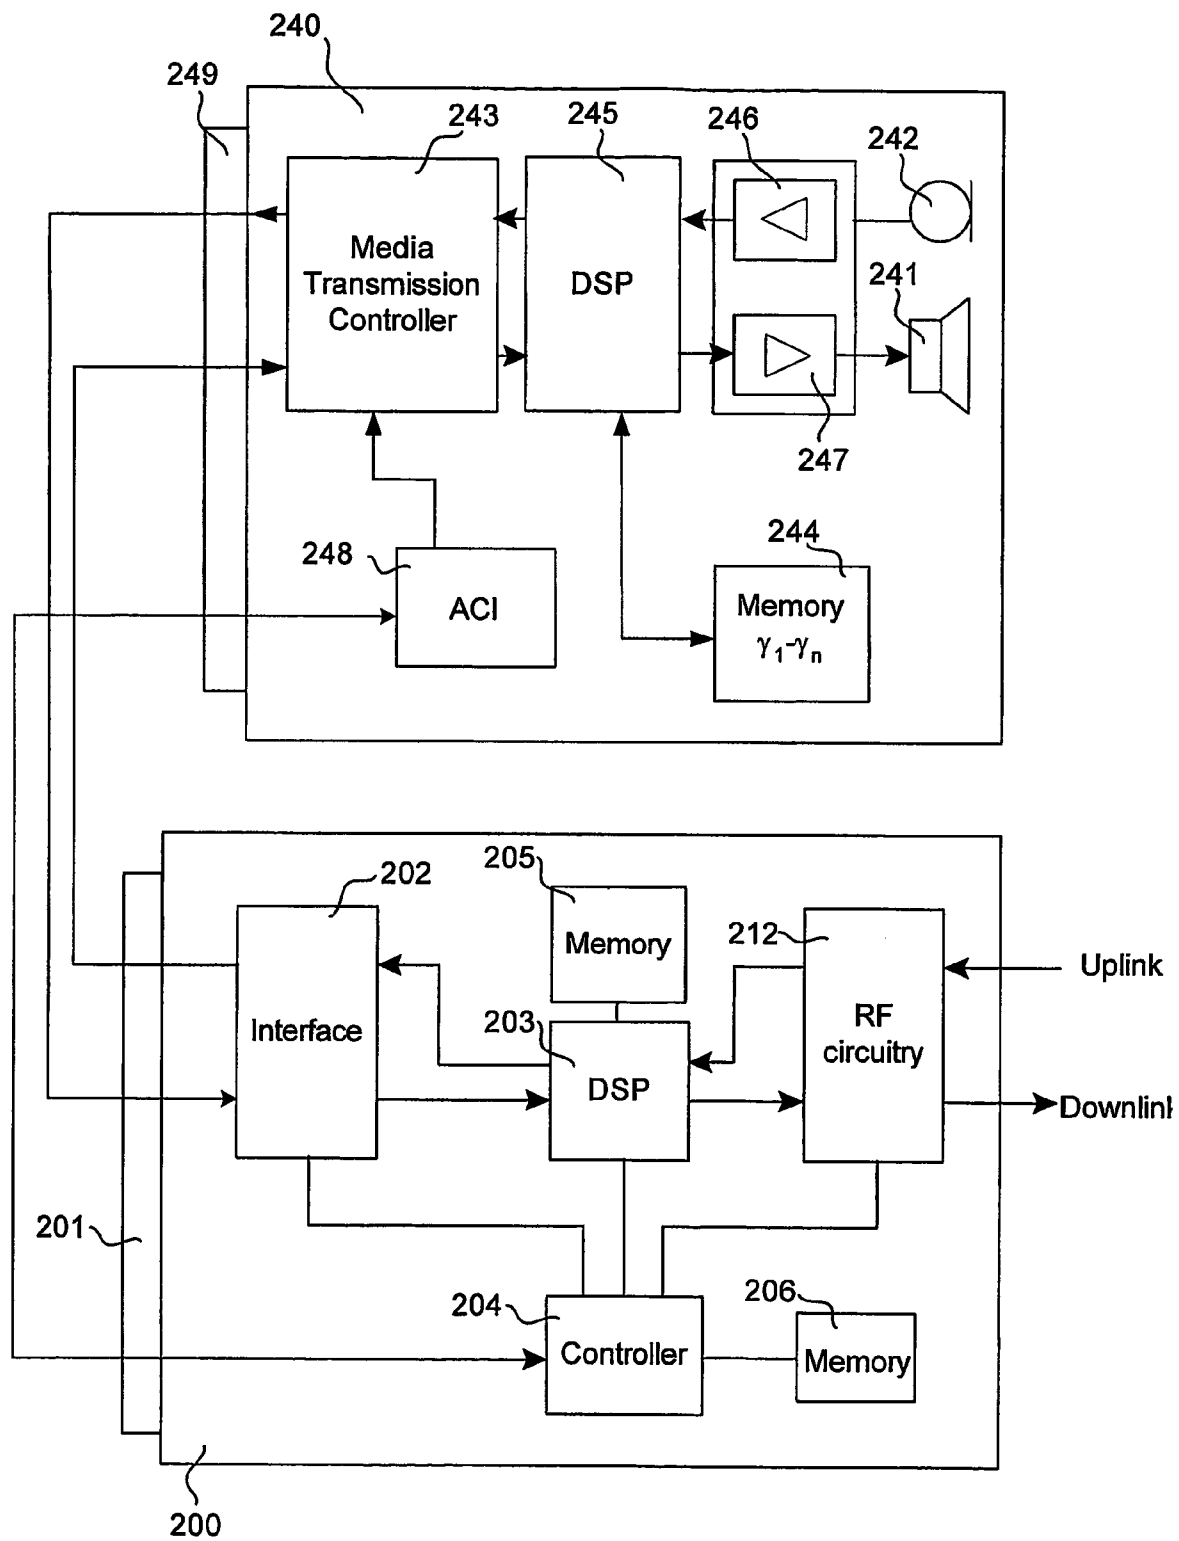 240
249
243
245
246
242
Media
Transmission
Controller
DSP
241
247
248
ACI
244
Memory
γ1-γn
205
202
Memory
212
Uplink
203
Interface
RF
circuitry
DSP
Downlink
201
204
206
Controller
Memory
200